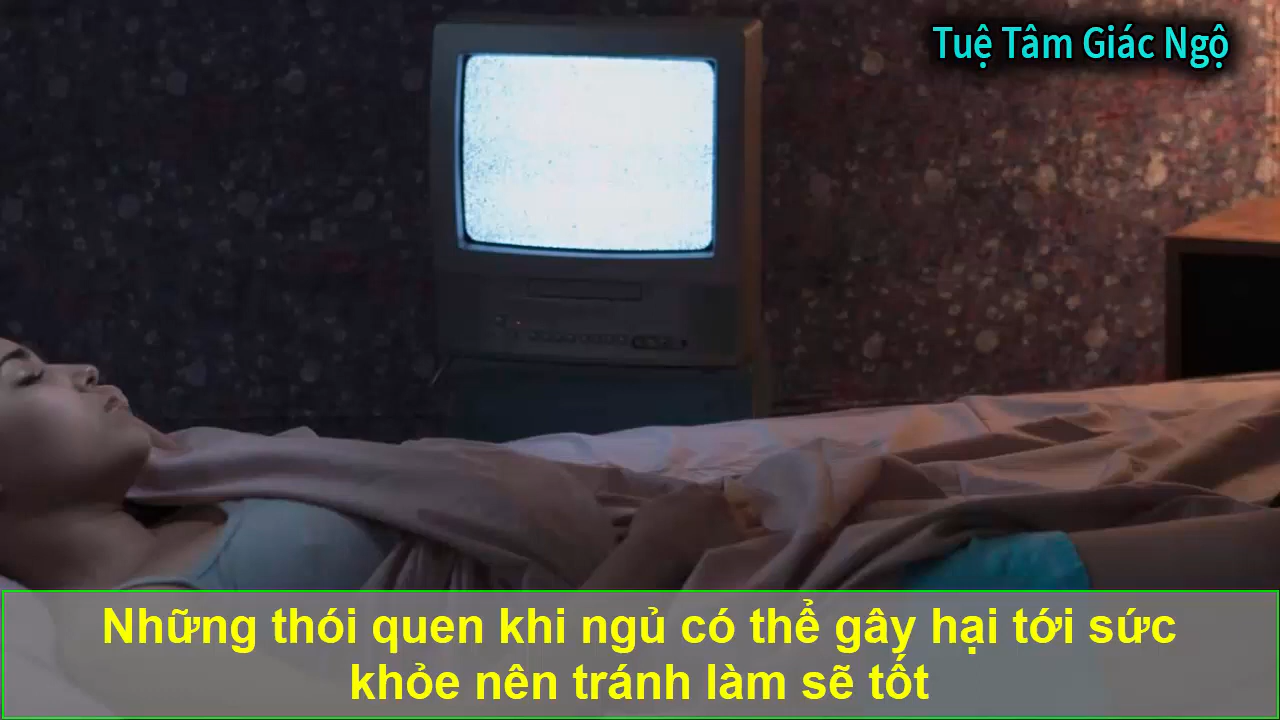 Tuệ Tâm Giác Ngộ
Những thói quen khi ngủ có thể gây hại tới sức
khỏe nên tránh làm sẽ tốt